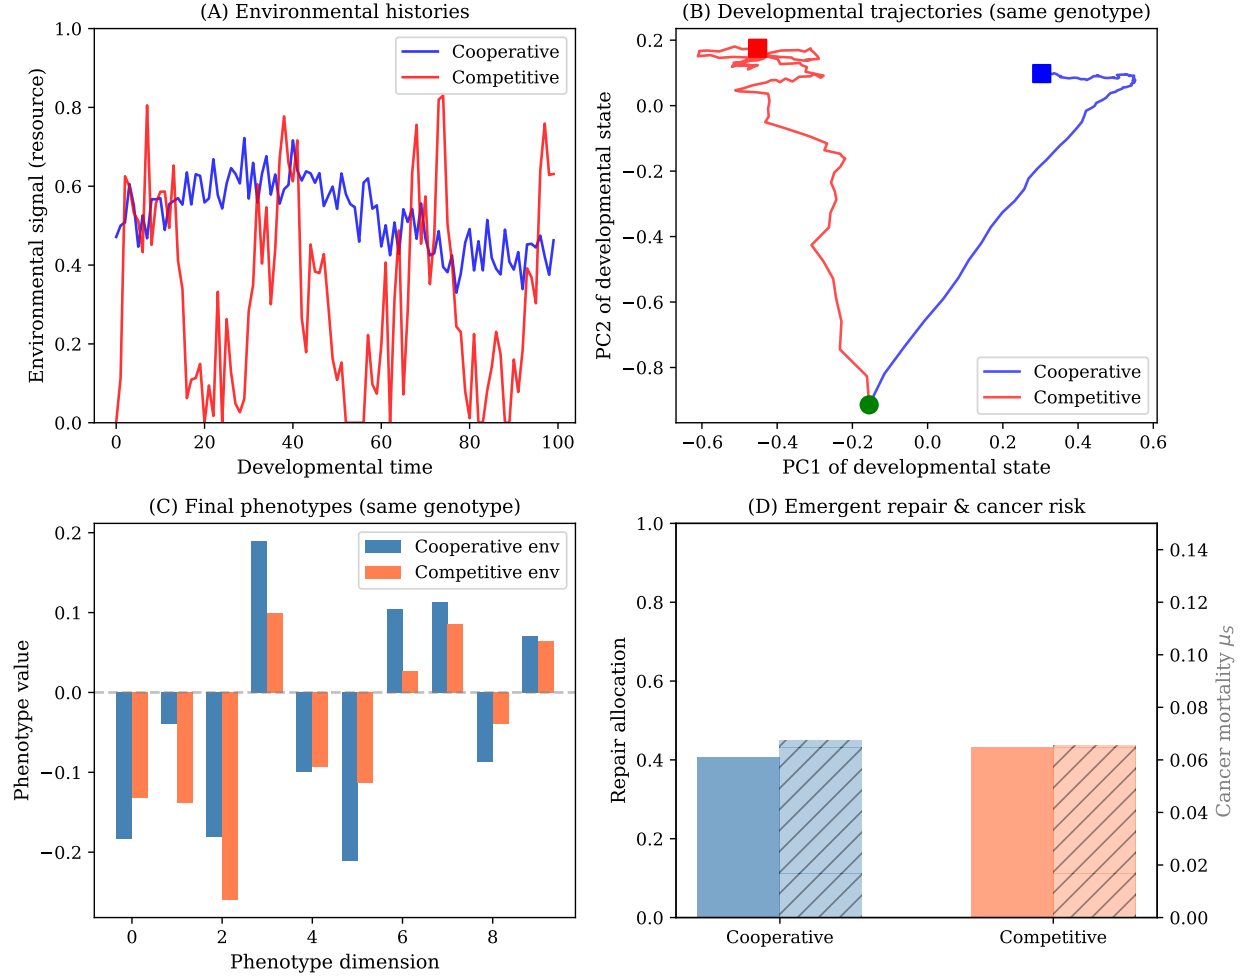 (A) Environmental histories
1.0
0.8
0.6
0.4
0.2
0.0
Environmental signal (resource)
Cooperative
Competitive
0
20
40
60
80
100
Developmental time
(B) Developmental trajectories (same genotype)
0.2
0.0
−0.2
−0.4
−0.6
−0.8
PC2 of developmental state
Cooperative
Competitive
−0.6
−0.4
−0.2
0.0
0.2
0.4
0.6
PC1 of developmental state
(C) Final phenotypes (same genotype)
0.2
0.1
0.0
−0.1
−0.2
Phenotype value
Cooperative env
Competitive env
0
2
4
6
8
Phenotype dimension
(D) Emergent repair & cancer risk
1.0
0.8
0.6
0.4
0.2
0.0
Repair allocation
0.14
0.12
0.10
0.08
0.06
0.04
0.02
0.00
Cancer mortality μ_S
Cooperative
Competitive